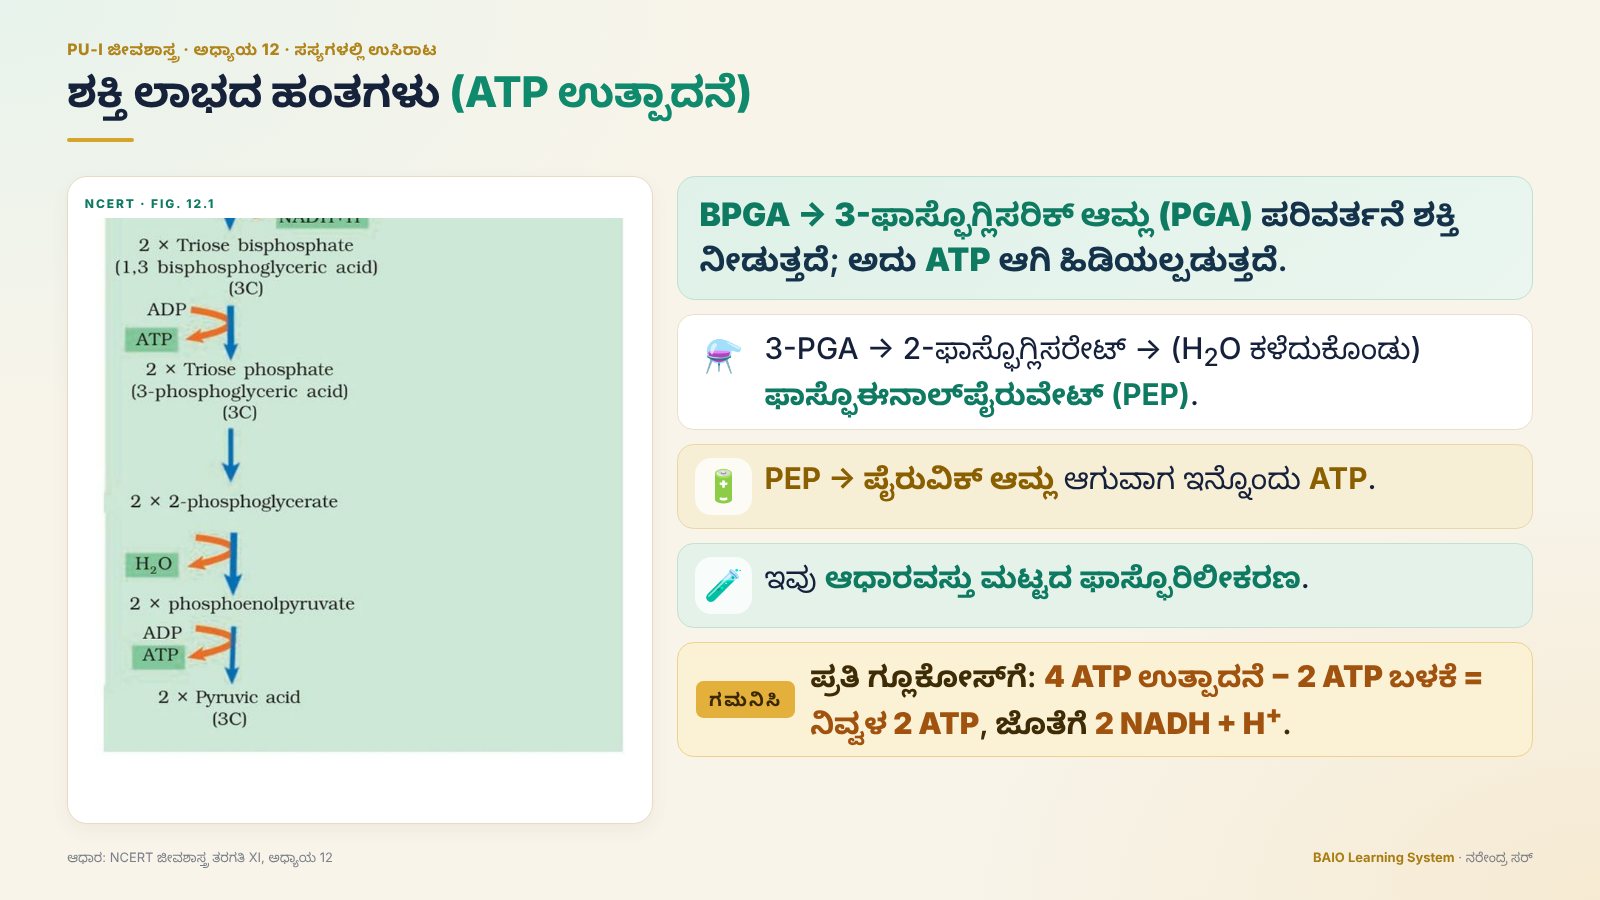 PU-I ಜೀವಶಾಸ್ತ್ರ · ಅಧ್ಯಾಯ 12 · ಸಸ್ಯಗಳಲ್ಲಿ ಉಸಿರಾಟ
ಶಕ್ತಿ ಲಾಭದ ಹಂತಗಳು (ATP ಉತ್ಪಾದನೆ)
NCERT · FIG. 12.1
2 × Triose bisphosphate
(1,3 bisphosphoglyceric acid)
(3C)
ADP
ATP
2 × Triose phosphate
(3-phosphoglyceric acid)
(3C)
2 × 2-phosphoglycerate
H₂O
2 × phosphoenolpyruvate
ADP
ATP
2 × Pyruvic acid
(3C)
BPGA → 3-ಫಾಸ್ಫೊಗ್ಲಿಸರಿಕ್ ಆಮ್ಲ (PGA) ಪರಿವರ್ತನೆ ಶಕ್ತಿ
ನೀಡುತ್ತದೆ; ಅದು ATP ಆಗಿ ಹಿಡಿಯಲ್ಪಡುತ್ತದೆ.
3-PGA → 2-ಫಾಸ್ಫೊಗ್ಲಿಸರೇಟ್ → (H₂O ಕಳೆದುಕೊಂಡು)
ಫಾಸ್ಫೊಈನಾಲ್‌ಪೈರುವೇಟ್ (PEP).
PEP → ಪೈರುವಿಕ್ ಆಮ್ಲ ಆಗುವಾಗ ಇನ್ನೊಂದು ATP.
ಇವು ಆಧಾರವಸ್ತು ಮಟ್ಟದ ಫಾಸ್ಫೊರಿಲೀಕರಣ.
ಗಮನಿಸಿ
ಪ್ರತಿ ಗ್ಲೂಕೋಸ್‌ಗೆ: 4 ATP ಉತ್ಪಾದನೆ − 2 ATP ಬಳಕೆ =
ನಿವ್ವಳ 2 ATP, ಜೊತೆಗೆ 2 NADH + H⁺.
ಆಧಾರ: NCERT ಜೀವಶಾಸ್ತ್ರ ತರಗತಿ XI, ಅಧ್ಯಾಯ 12
BAIO Learning System · ನರೇಂದ್ರ ಸರ್